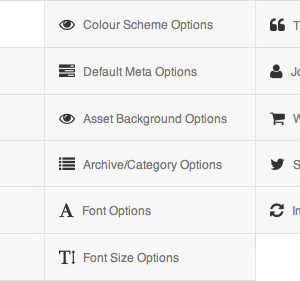 Colour Scheme Options
Default Meta Options
Asset Background Options
Archive/Category Options
Font Options
Font Size Options